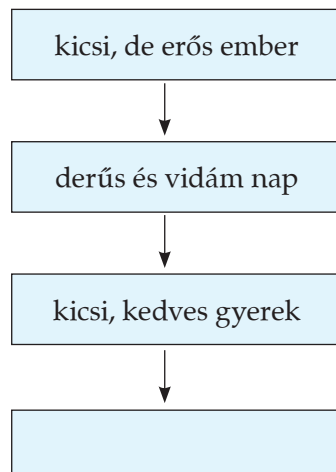 kicsi, de erős ember
derűs és vidám nap
kicsi, kedves gyerek